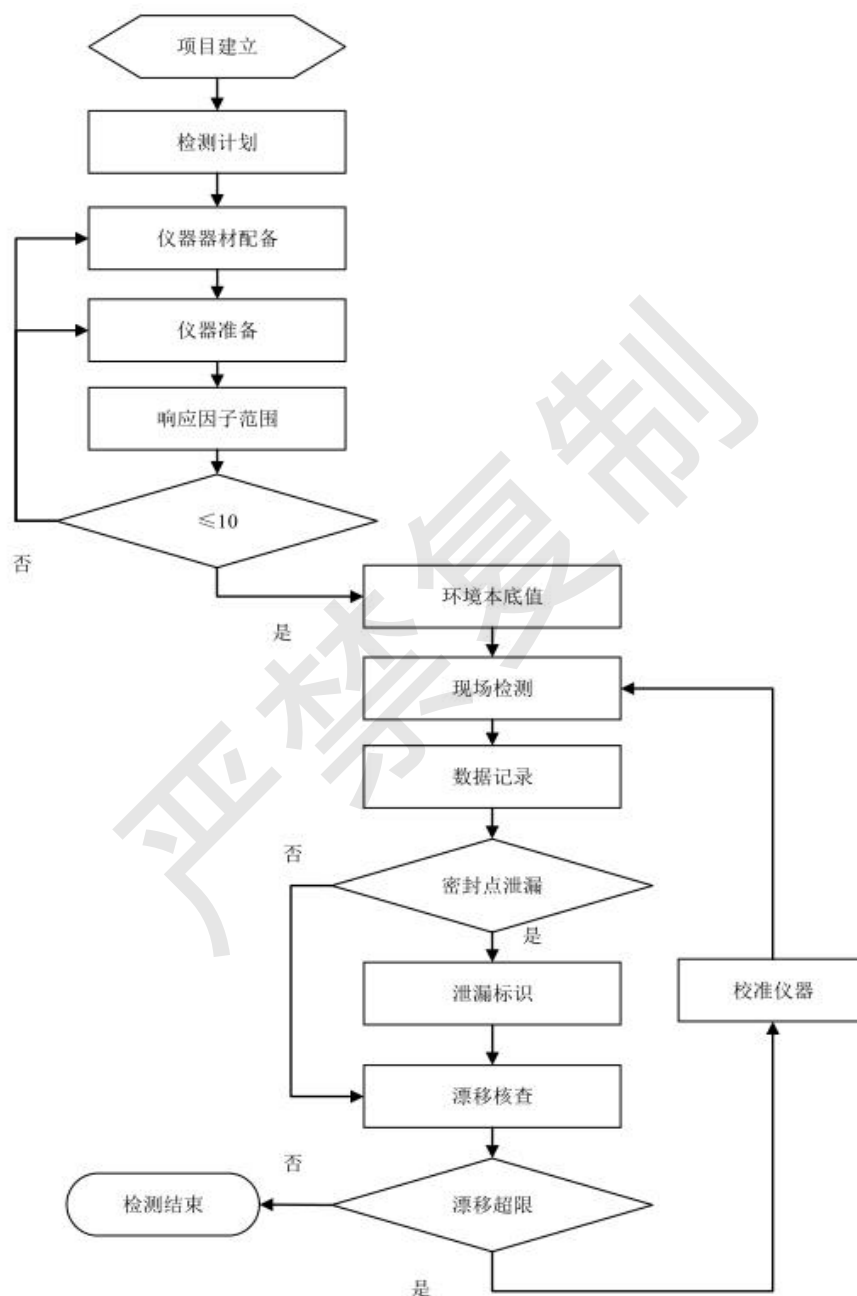 项目建立
检测计划
仪器器材配备
仪器准备
响应因子范围
≤10
否
是
环境本底值
现场检测
数据记录
否
密封点泄漏
是
泄漏标识
校准仪器
漂移核查
否
检测结束
漂移超限
是
严禁复制